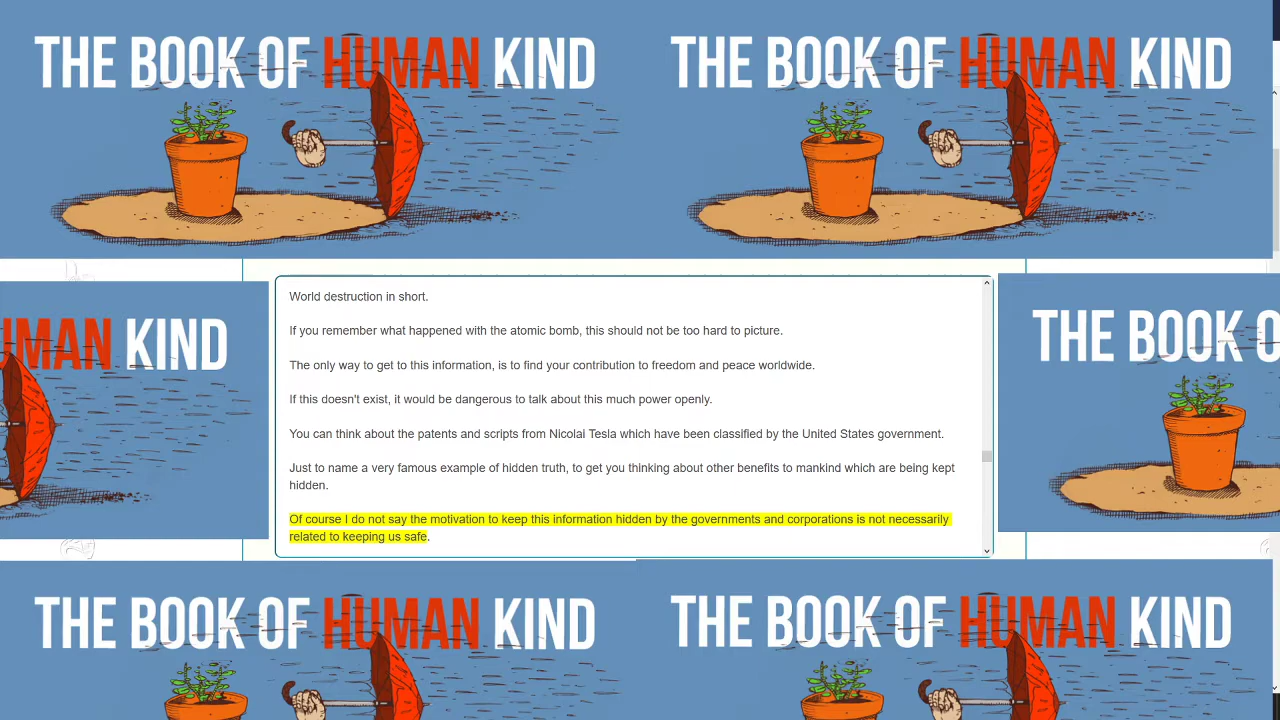 THE BOOK OF HUMAN KIND
THE BOOK OF HUMAN KIND
World destruction in short.
If you remember what happened with the atomic bomb, this should not be too hard to picture.
The only way to get to this information, is to find your contribution to freedom and peace worldwide.
If this doesn't exist, it would be dangerous to talk about this much power openly.
You can think about the patents and scripts from Nicolai Tesla which have been classified by the United States government.
Just to name a very famous example of hidden truth, to get you thinking about other benefits to mankind which are being kept
hidden.
Of course I do not say the motivation to keep this information hidden by the governments and corporations is not necessarily
related to keeping us safe.
UMAN KIND
THE BOOK O
THE BOOK OF HUMAN KIND
THE BOOK OF HUMAN KIND